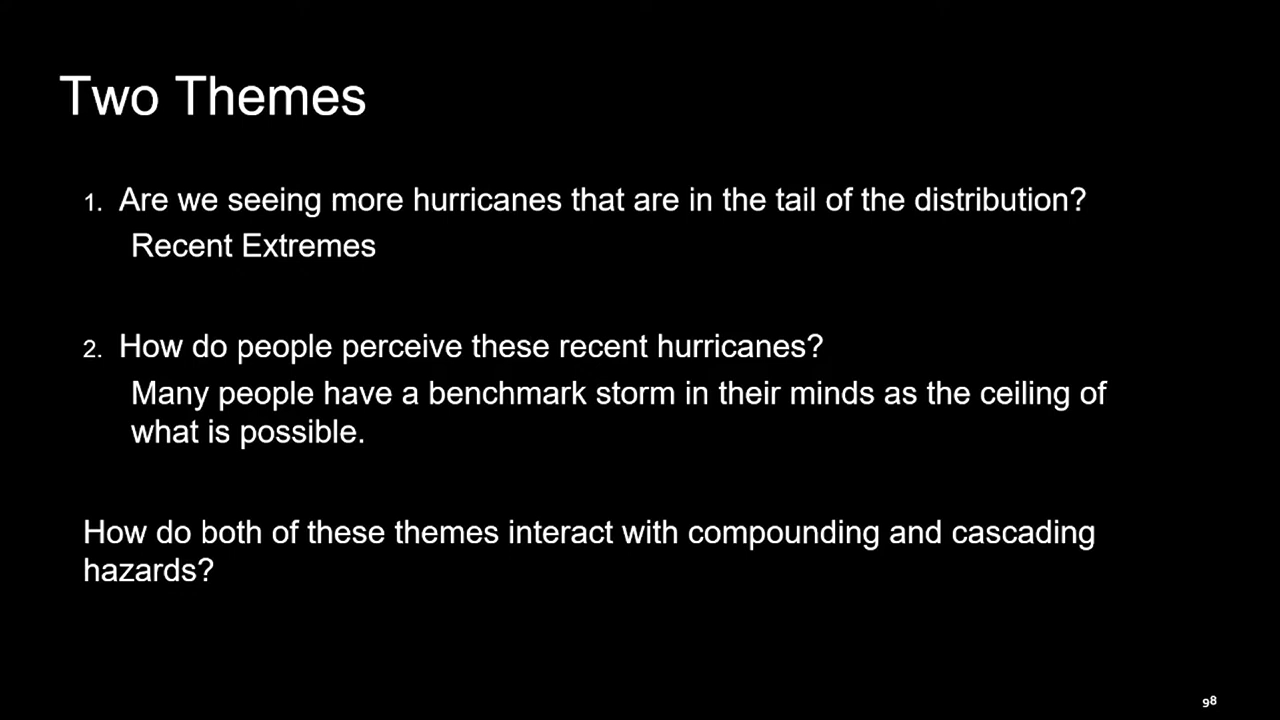 Two Themes
1. Are we seeing more hurricanes that are in the tail of the distribution?
Recent Extremes
2. How do people perceive these recent hurricanes?
Many people have a benchmark storm in their minds as the ceiling of
what is possible.
How do both of these themes interact with compounding and cascading
hazards?
98